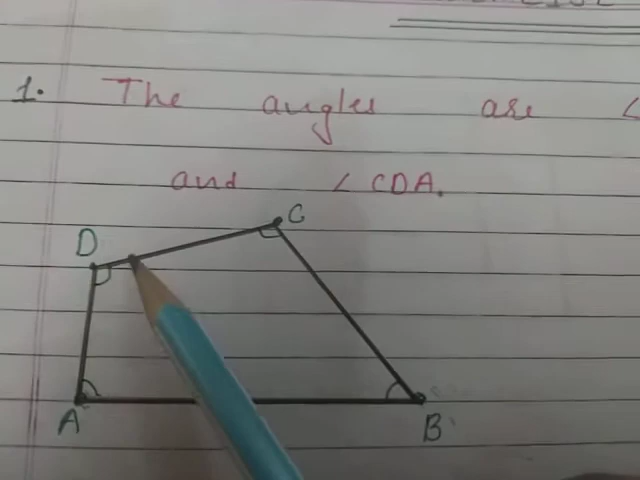 1. The angles are ∠
and ∠CDA.
C
D
A
B